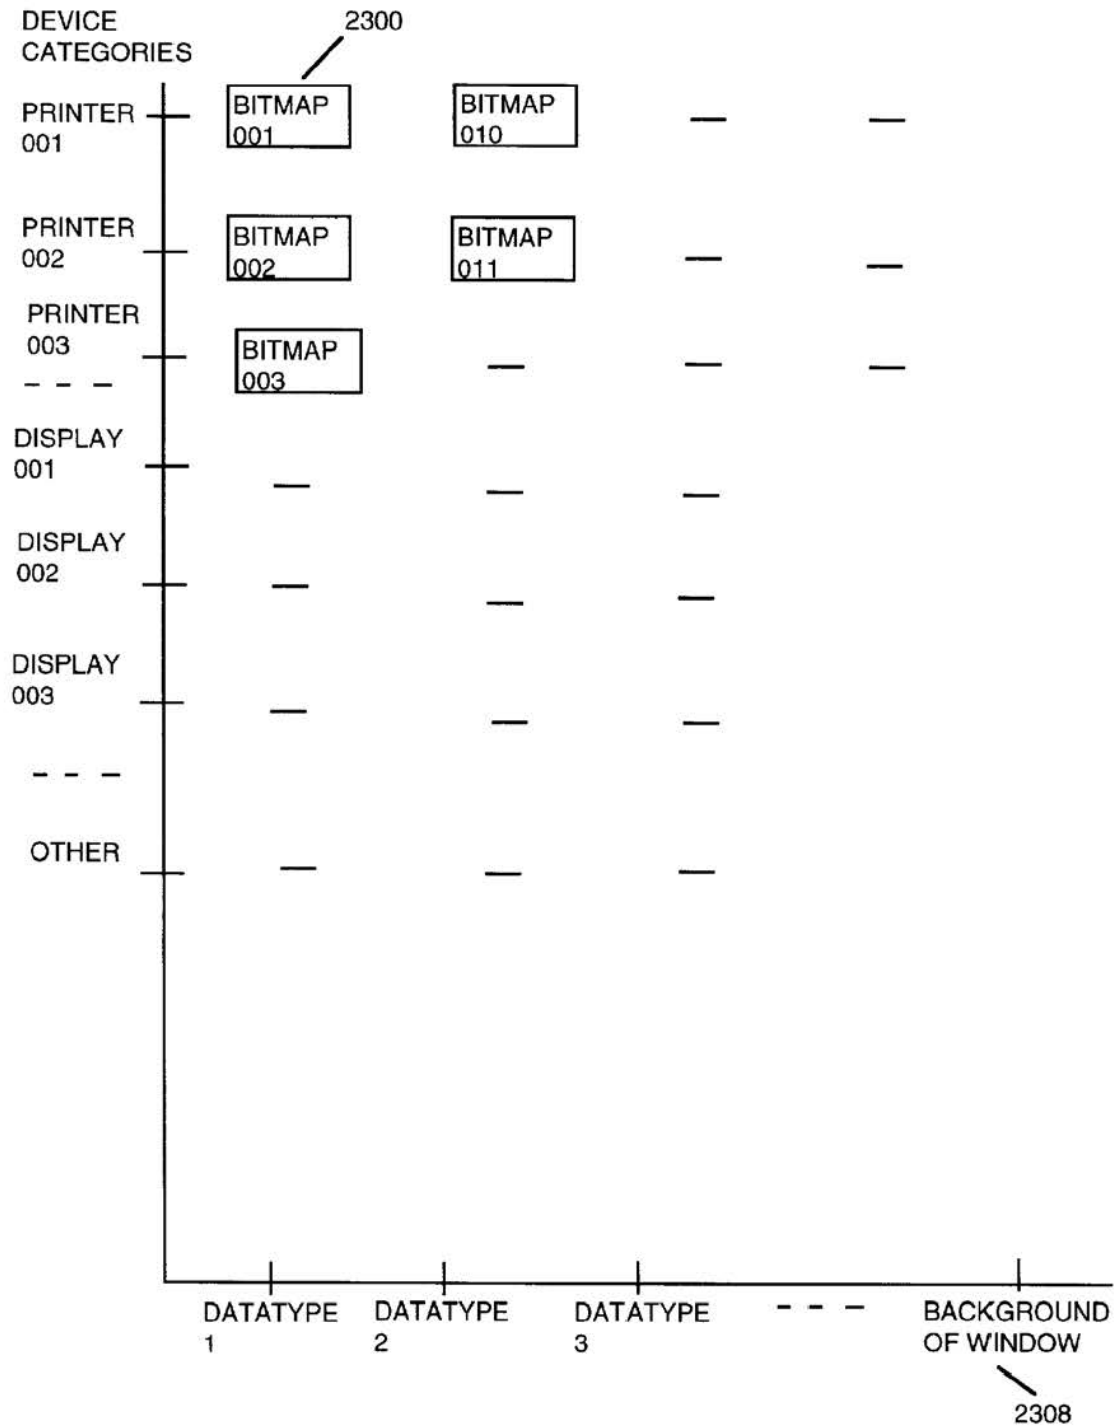 DEVICE
CATEGORIES
2300
PRINTER
001
BITMAP
001
BITMAP
010
PRINTER
002
BITMAP
002
BITMAP
011
PRINTER
003
BITMAP
003
DISPLAY
001
DISPLAY
002
DISPLAY
003
OTHER
DATATYPE
1
DATATYPE
2
DATATYPE
3
BACKGROUND
OF WINDOW
2308